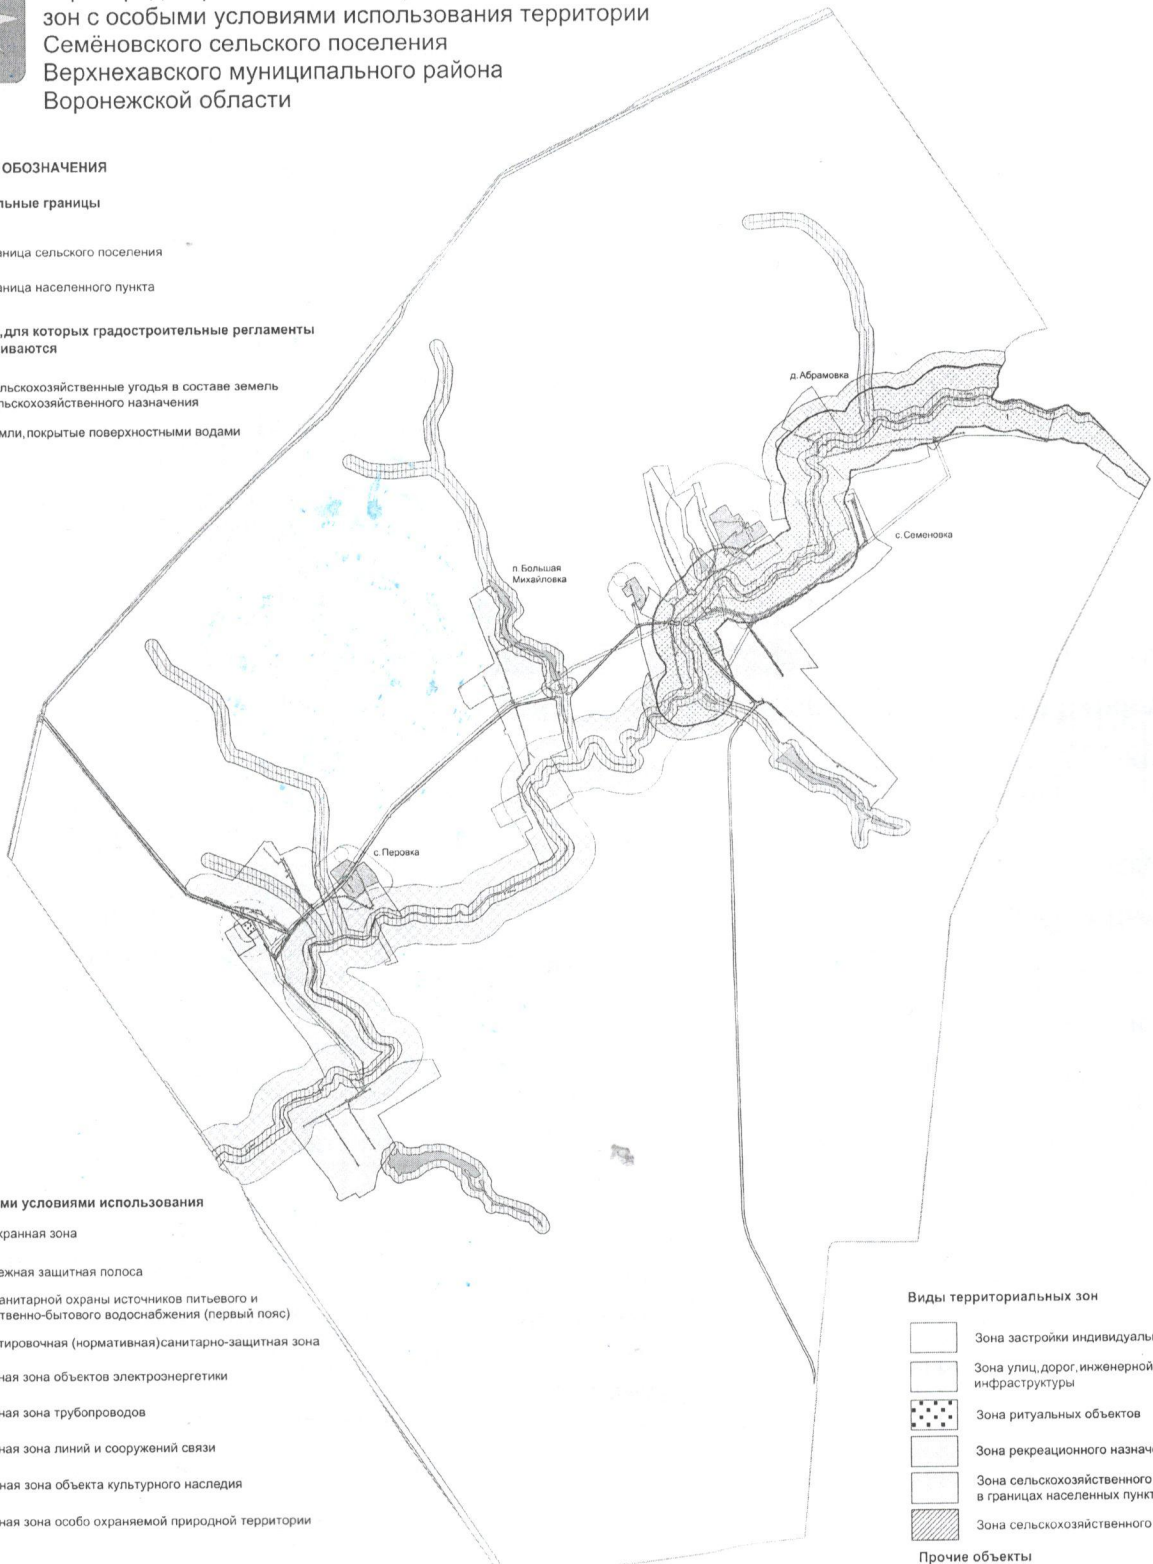 зон с особыми условиями использования территории
Семёновского сельского поселения
Верхнехавского муниципального района
Воронежской области
ОБОЗНАЧЕНИЯ
льные границы
ница сельского поселения
ница населенного пункта
,для которых градостроительные регламенты
иваются
льскохозяйственные угодья в составе земель
льскохозяйственного назначения
мли,покрытые поверхностными водами
д.Абрамовка
с.Семеновка
п.Большая
Михайловка
с.Перовка
ми условиями использования
хранная зона
ежная защитная полоса
анитарной охраны источников питьевого и
твенно-бытового водоснабжения (первый пояс)
тировочная (нормативная)санитарно-защитная зона
ная зона объектов электроэнергетики
ная зона трубопроводов
ная зона линий и сооружений связи
ная зона объекта культурного наследия
ная зона особо охраняемой природной территории
Виды территориальных зон
Зона застройки индивидуаль
Зона улиц,дорог,инженерной
инфраструктуры
Зона ритуальных объектов
Зона рекреационного назнач
Зона сельскохозяйственного
в границах населенных пункт
Зона сельскохозяйственного
Прочие объекты